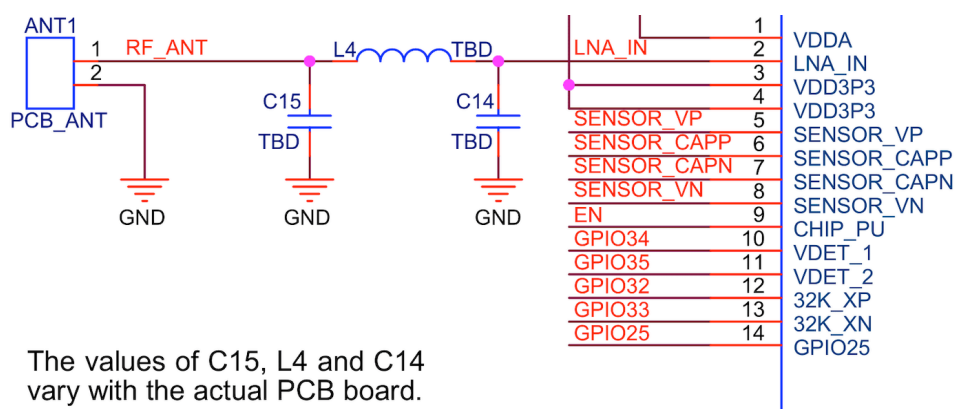 ANT1
1
RF_ANT
2
PCB_ANT
GND
L4
TBD
C15
TBD
GND
C14
TBD
GND
LNA_IN
SENSOR_VP
SENSOR_CAPP
SENSOR_CAPN
SENSOR_VN
EN
GPIO34
GPIO35
GPIO32
GPIO33
GPIO25
1 VDDA
2 LNA_IN
3 VDD3P3
4 VDD3P3
5 SENSOR_VP
6 SENSOR_CAPP
7 SENSOR_CAPN
8 SENSOR_VN
9 CHIP_PU
10 VDET_1
11 VDET_2
12 32K_XP
13 32K_XN
14 GPIO25
The values of C15, L4 and C14
vary with the actual PCB board.